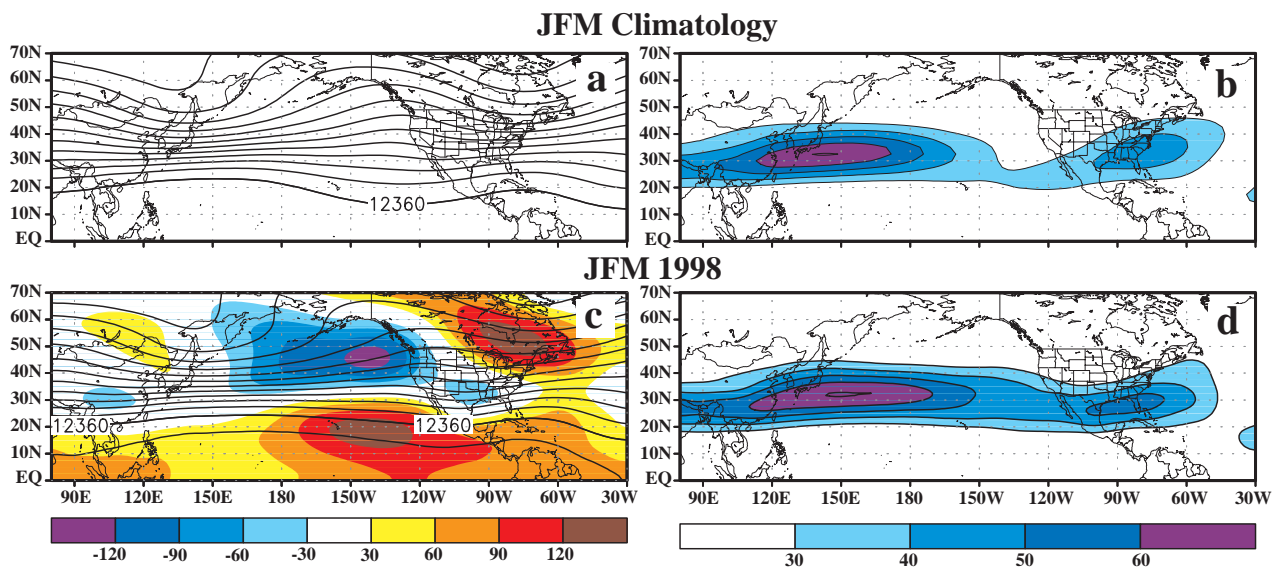 JFM Climatology
70N
60N
50N
40N
30N
20N
10N
EQ
a
12360
70N
60N
50N
40N
30N
20N
10N
EQ
b
JFM 1998
70N
60N
50N
40N
30N
20N
10N
EQ
c
12360
12360
90E 120E 150E 180 150W 120W 90W 60W 30W
70N
60N
50N
40N
30N
20N
10N
EQ
d
90E 120E 150E 180 150W 120W 90W 60W 30W
-120 -90 -60 -30 30 60 90 120
30 40 50 60